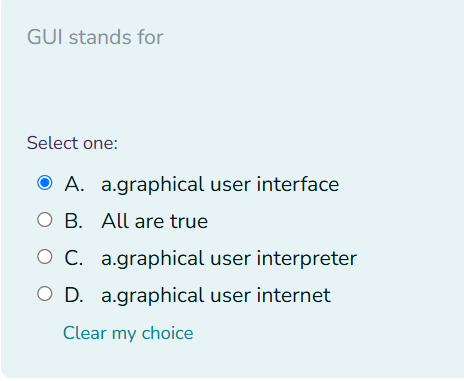 GUI stands for
Select one:
A. a.graphical user interface
B. All are true
C. a.graphical user interpreter
D. a.graphical user internet
Clear my choice